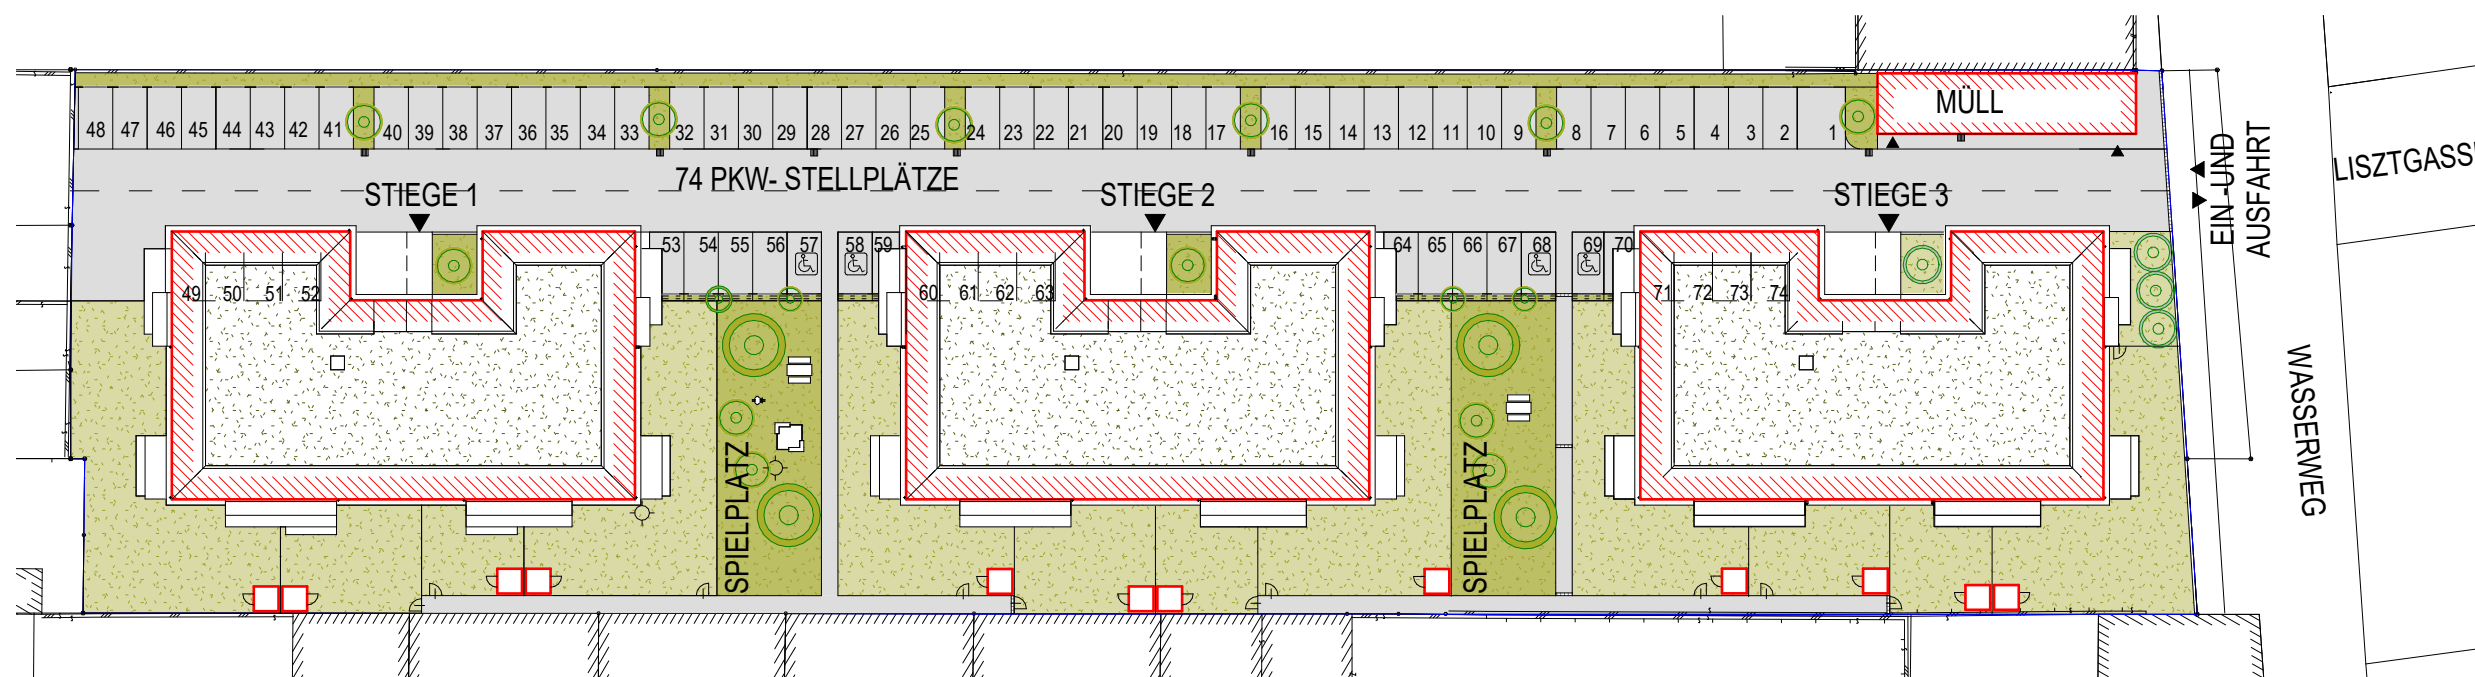 MÜLL
48 47 46 45 44 43 42 41 40 39 38 37 36 35 34 33 32 31 30 29 28 27 26 25 24 23 22 21 20 19 18 17 16 15 14 13 12 11 10 9 8 7 6 5 4 3 2 1
EIN-UND
AUSFAHRT
74 PKW- STELLPLÄTZE
STIEGE 1
STIEGE 2
STIEGE 3
53 54 55 56 57 58 59
64 65 66 67 68 69 70
49 50 51 52
60 61 62 63
71 72 73 74
SPIELPLATZ
SPIELPLATZ
WASSERWEG